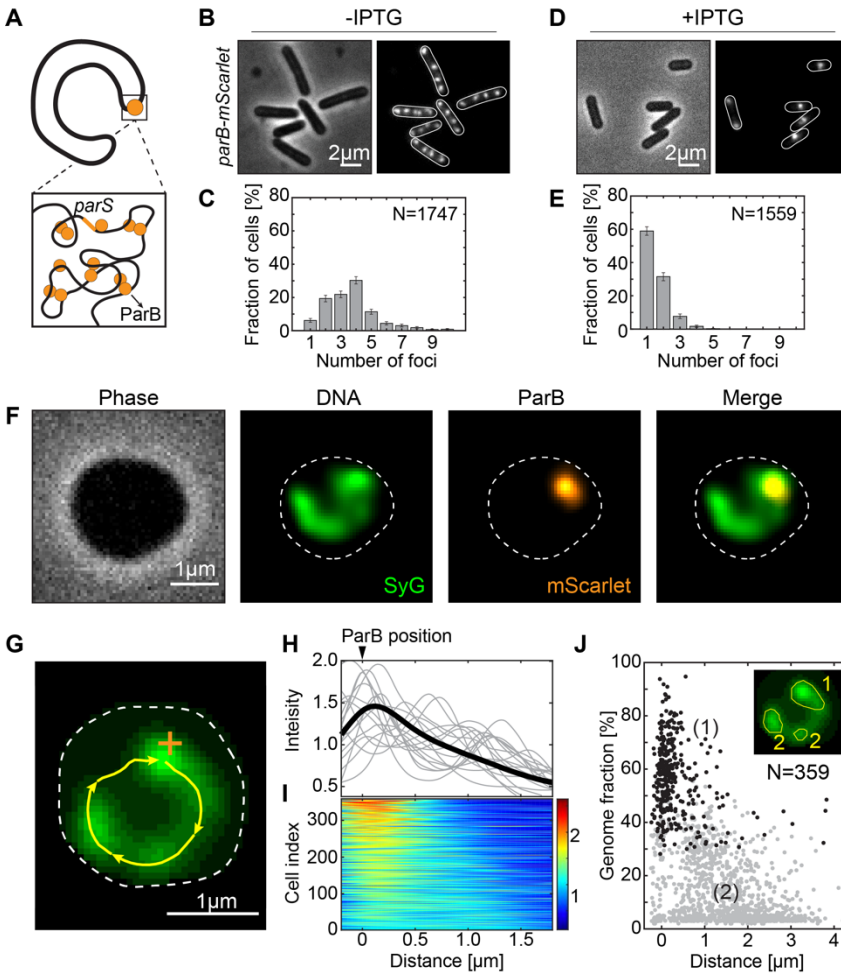 A
parS
ParB
B
-IPTG
parB-mScarlet
2μm
C
N=1747
Fraction of cells [%]
80
60
40
20
0
1 3 5 7 9
Number of foci
D
+IPTG
2μm
E
N=1559
Fraction of cells [%]
80
60
40
20
0
1 3 5 7 9
Number of foci
F
Phase
DNA
ParB
Merge
1μm
SyG
mScarlet
G
1μm
H
ParB position
Inteisity
2.0
1.5
1.0
0.5
I
Cell index
300
200
100
0
0 0.5 1.0 1.5
Distance [μm]
2
1
J
Genome fraction [%]
100
80
60
40
20
0
(1)
(2)
1
2
2
N=359
0 1 2 3 4
Distance [μm]